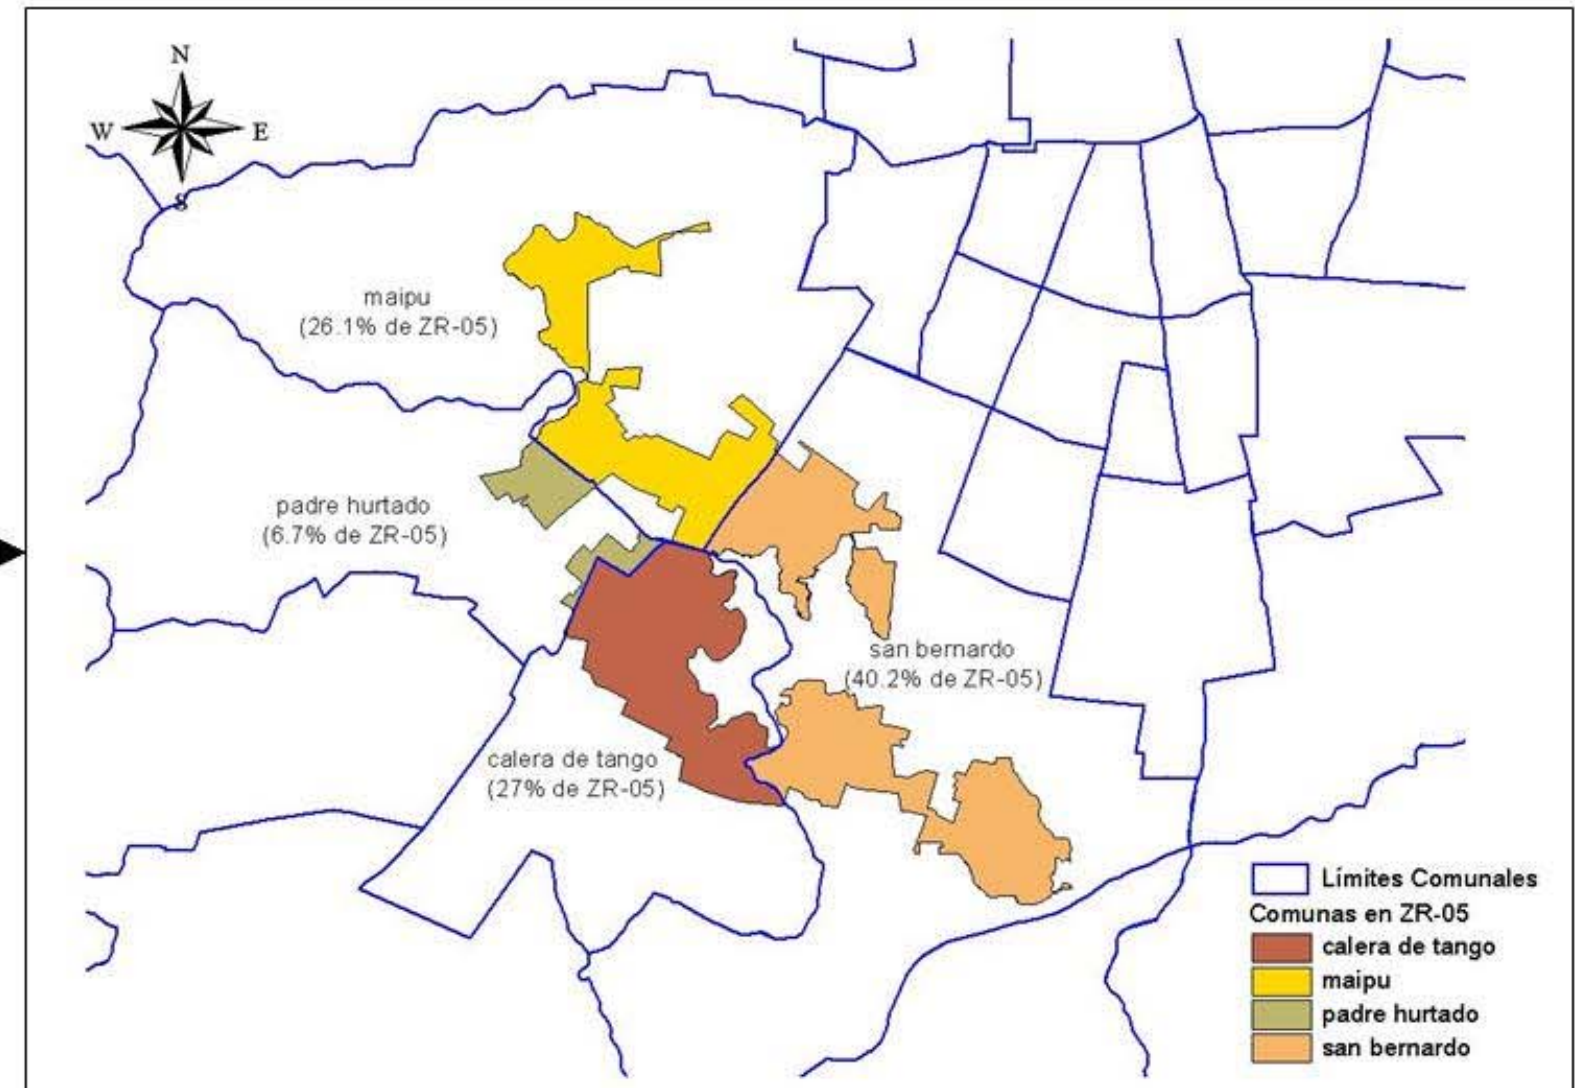 N
W E
S
maipu
(26.1% de ZR-05)
padre hurtado
(6.7% de ZR-05)
san bernardo
(40.2% de ZR-05)
calera de tango
(27% de ZR-05)
Límites Comunales
Comunas en ZR-05
calera de tango
maipu
padre hurtado
san bernardo